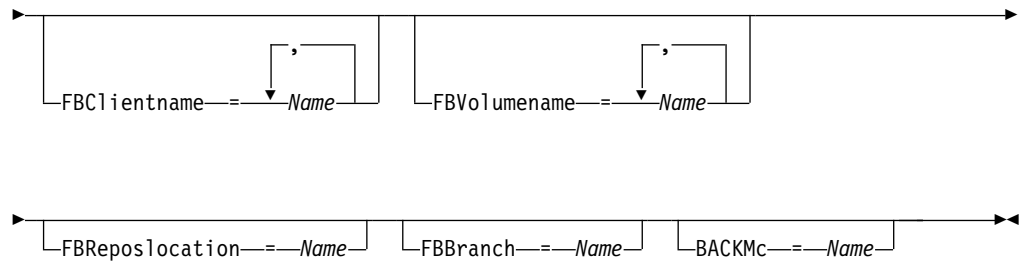 , ,
FBClientname = Name FBVolumename = Name
FBReposlocation = Name FBBranch = Name BACKMc = Name